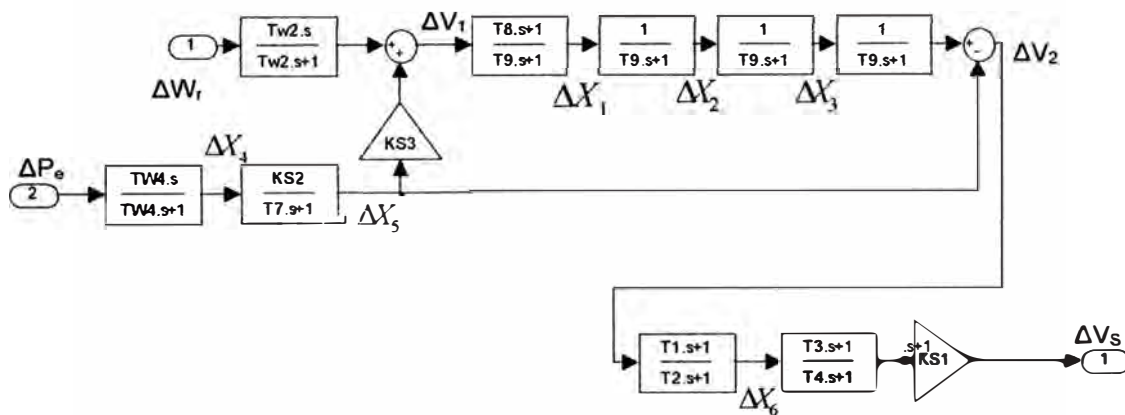 1
ΔWr
Tw2.s
Tw2.s+1
+
+
ΔV1
T8.s+1
T9.s+1
ΔX1
1
T9.s+1
ΔX2
1
T9.s+1
ΔX3
1
T9.s+1
+
-
ΔV2
KS3
ΔPe
2
TW4.s
TW4.s+1
ΔX4
KS2
T7.s+1
ΔX5
T1.s+1
T2.s+1
ΔX6
T3.s+1
T4.s+1
.s+1
KS1
ΔVS
1